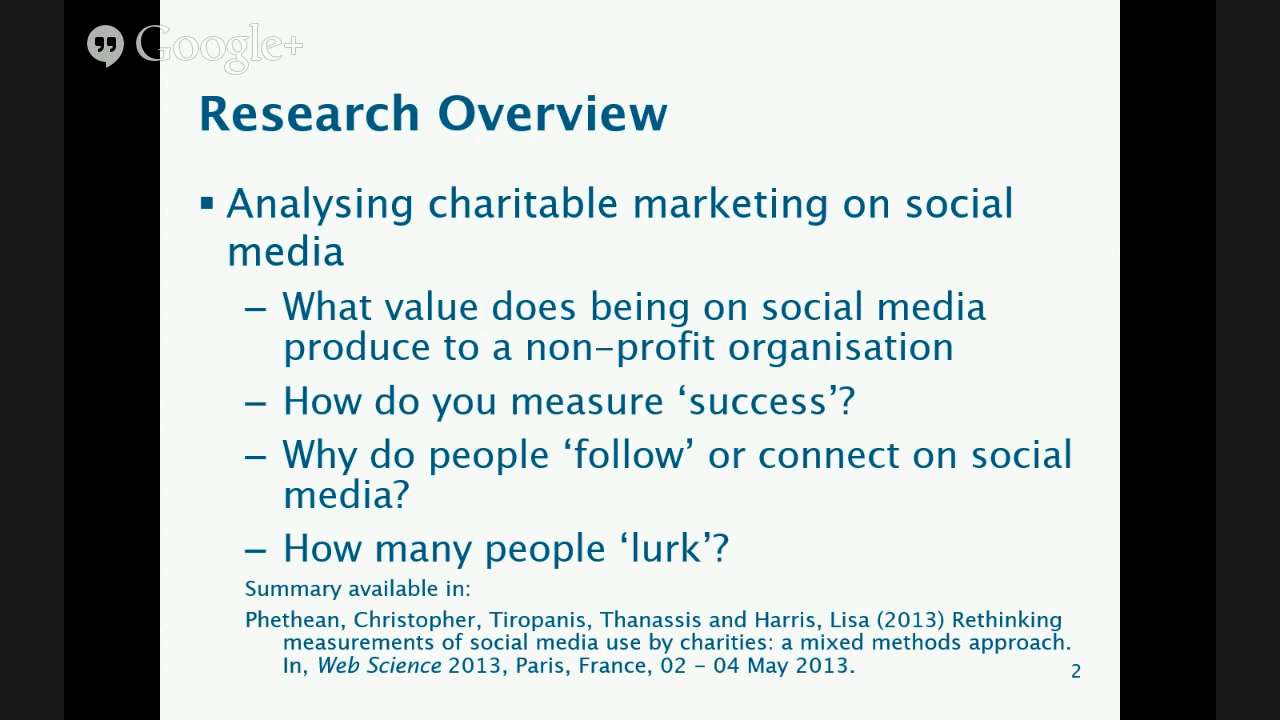 Google+
Research Overview
▪ Analysing charitable marketing on social
media
– What value does being on social media
produce to a non-profit organisation
– How do you measure ‘success’?
– Why do people ‘follow’ or connect on social
media?
– How many people ‘lurk’?
Summary available in:
Phethean, Christopher, Tiropanis, Thanassis and Harris, Lisa (2013) Rethinking
measurements of social media use by charities: a mixed methods approach.
In, Web Science 2013, Paris, France, 02 – 04 May 2013.
2